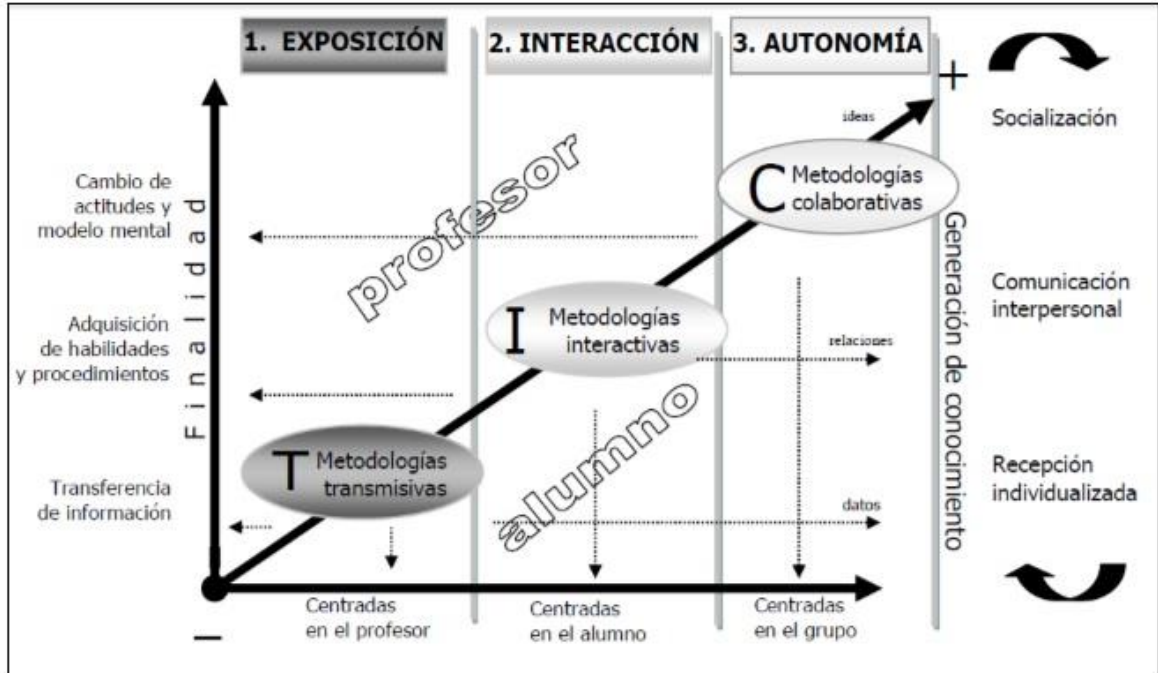 1. EXPOSICIÓN
2. INTERACCIÓN
3. AUTONOMÍA
+
ideas
Socialización
Cambio de
actitudes y
modelo mental
profesor
C Metodologías
colaborativas
Finalidad
Generación de conocimiento
Comunicación
interpersonal
Adquisición
de habilidades
y procedimientos
I Metodologías
interactivas
relaciones
alumno
T Metodologías
transmisivas
Transferencia
de información
datos
Recepción
individualizada
–
Centradas
en el profesor
Centradas
en el alumno
Centradas
en el grupo